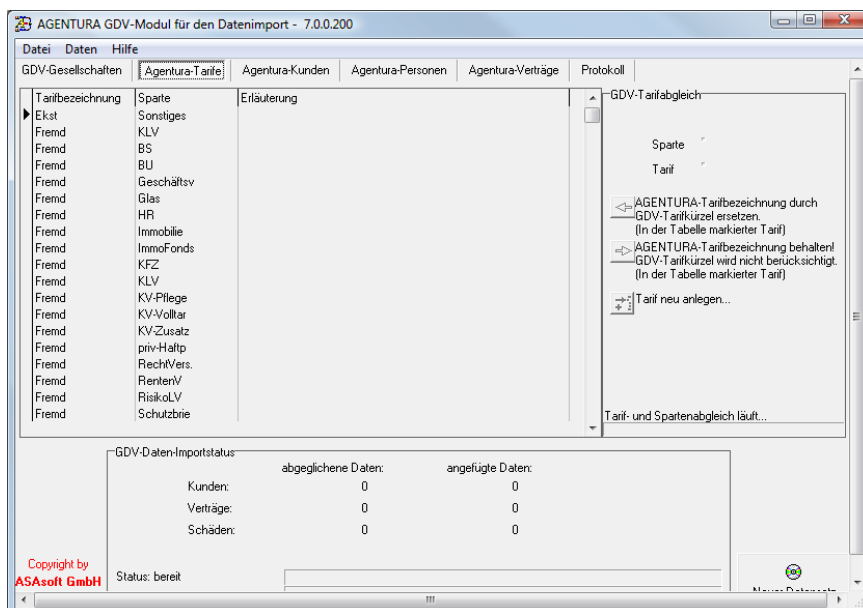 AGENTURA GDV-Modul für den Datenimport - 7.0.0.200
Datei Daten Hilfe
GDV-Gesellschaften Agentura-Tarife Agentura-Kunden Agentura-Personen Agentura-Verträge Protokoll
Tarifbezeichnung Sparte Erläuterung
Ekst Sonstiges
Fremd KLV
Fremd BS
Fremd BU
Fremd Geschäftsv
Fremd Glas
Fremd HR
Fremd Immobilie
Fremd ImmoFonds
Fremd KFZ
Fremd KLV
Fremd KV-Pflege
Fremd KV-Volltar
Fremd KV-Zusatz
Fremd priv-Haftp
Fremd RechtVers.
Fremd RentenV
Fremd RisikoLV
Fremd Schutzbrie
GDV-Tarifabgleich
Sparte
Tarif
AGENTURA-Tarifbezeichnung durch
GDV-Tarifkürzel ersetzen.
(In der Tabelle markierter Tarif)
AGENTURA-Tarifbezeichnung behalten!
GDV-Tarifkürzel wird nicht berücksichtigt.
(In der Tabelle markierter Tarif)
Tarif neu anlegen...
Tarif- und Spartenabgleich läuft...
GDV-Daten-Importstatus
abgeglichene Daten: angefügte Daten:
Kunden: 0 0
Verträge: 0 0
Schäden: 0 0
Status: bereit
Copyright by
ASAsoft GmbH